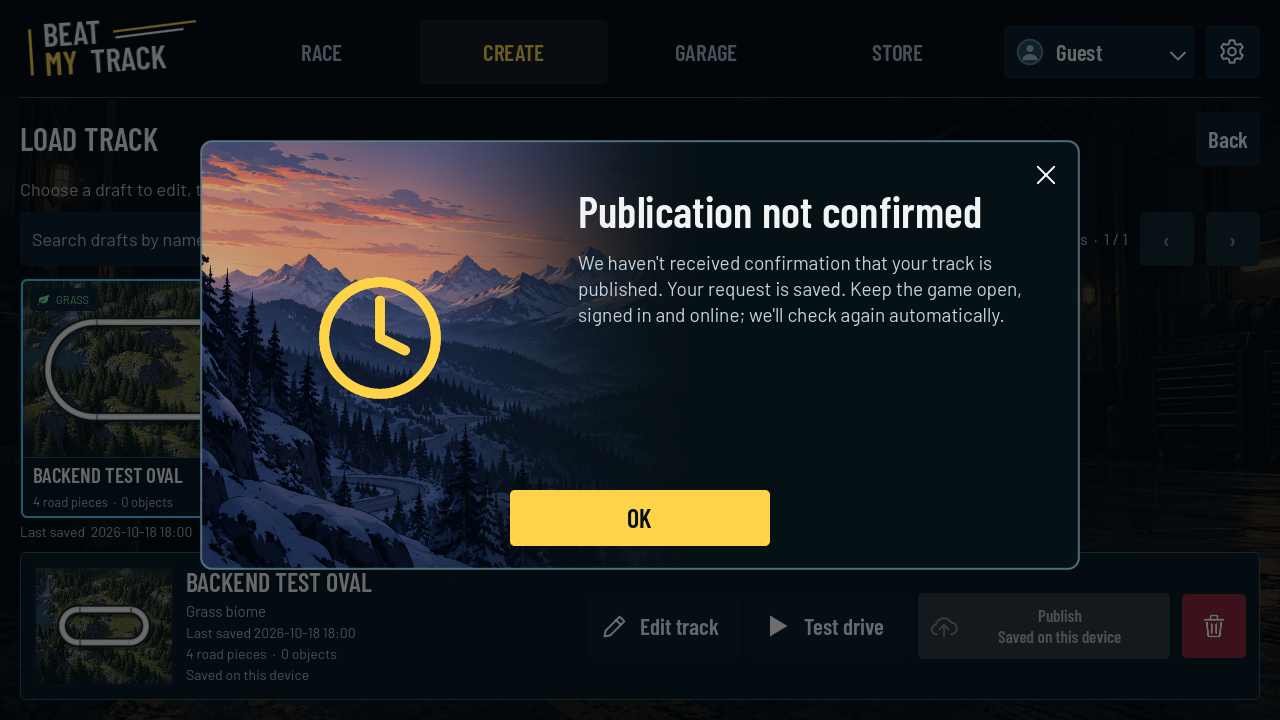 BEAT
MY TRACK
RACE
CREATE
GARAGE
STORE
Guest
LOAD TRACK
Back
Choose a draft to edit, t
Search drafts by name
s · 1 / 1
‹
›
Publication not confirmed
We haven't received confirmation that your track is
published. Your request is saved. Keep the game open,
signed in and online; we'll check again automatically.
OK
GRASS
BACKEND TEST OVAL
4 road pieces · 0 objects
Last saved 2026-10-18 18:00
BACKEND TEST OVAL
Grass biome
Last saved 2026-10-18 18:00
4 road pieces · 0 objects
Saved on this device
Edit track
Test drive
Publish
Saved on this device